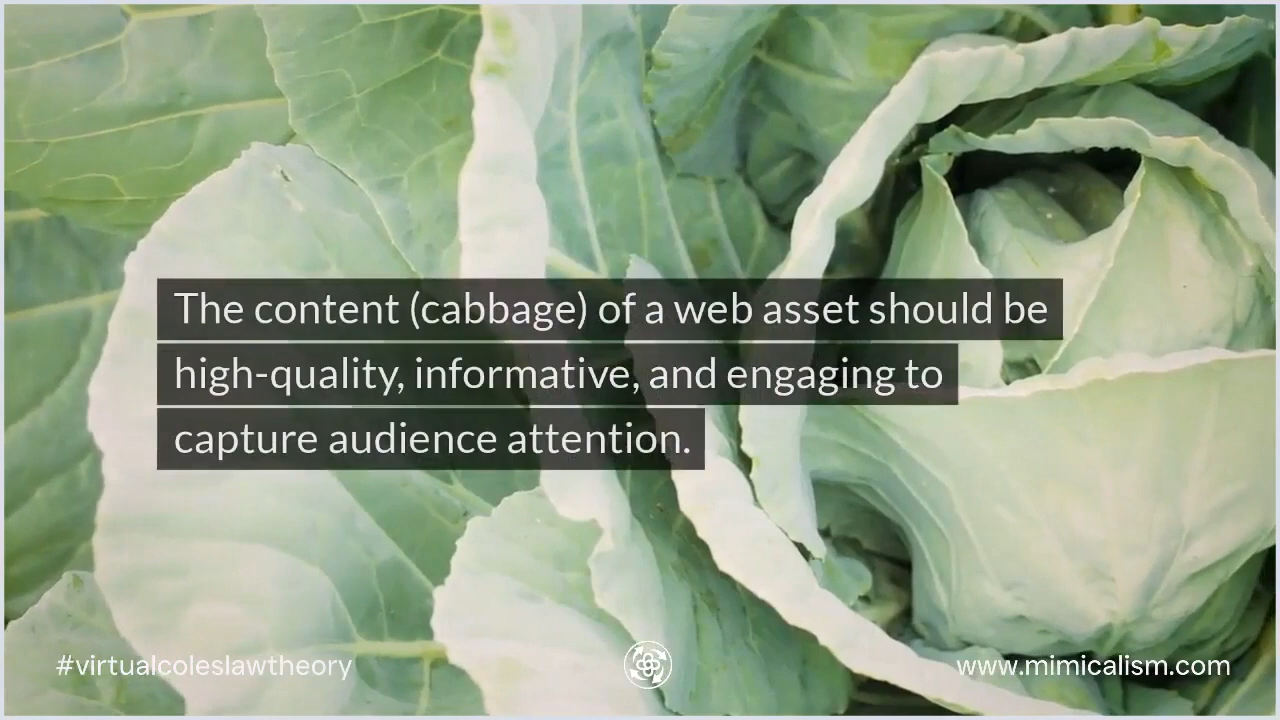 The content (cabbage) of a web asset should be
high-quality, informative, and engaging to
capture audience attention.
#virtualcoleslawtheory
www.mimicalism.com